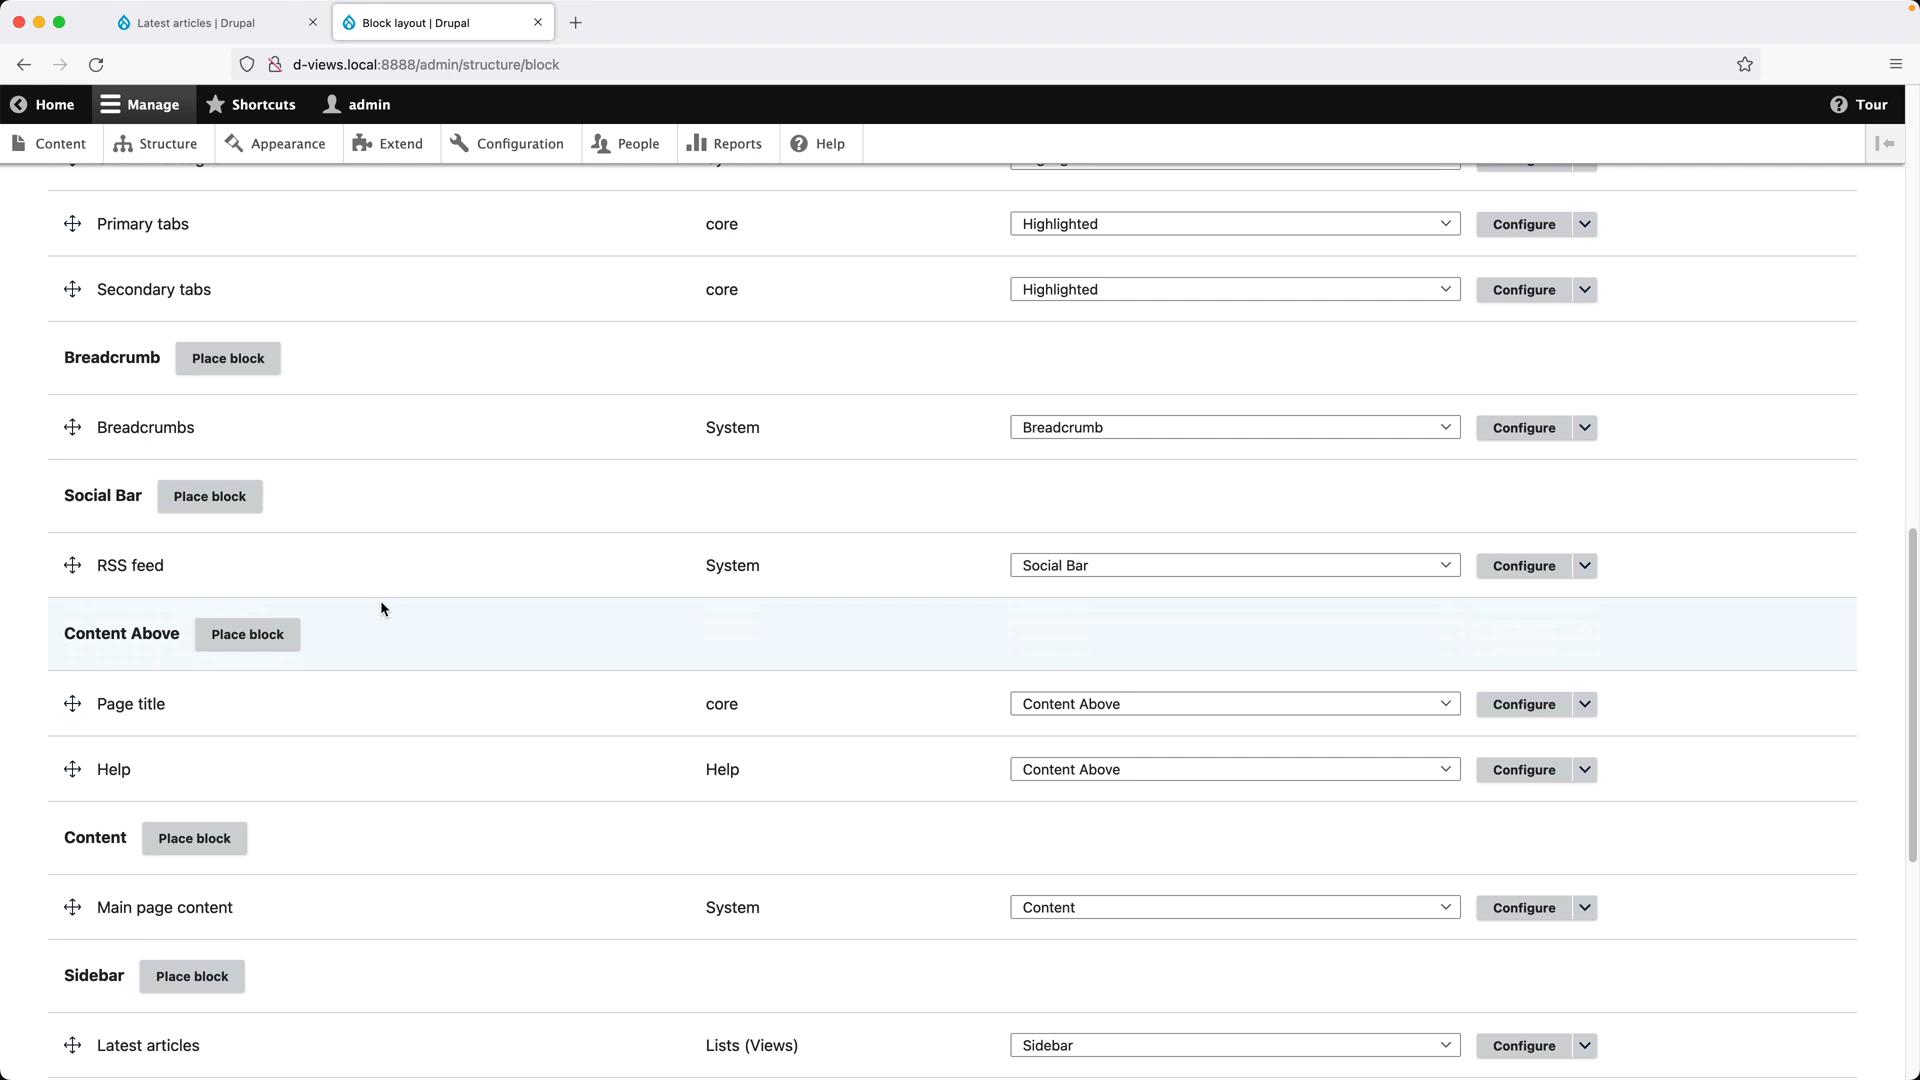 Latest articles | Drupal
Block layout | Drupal
d-views.local:8888/admin/structure/block
Home Manage Shortcuts admin Tour
Content Structure Appearance Extend Configuration People Reports Help
Primary tabs core Highlighted Configure
Secondary tabs core Highlighted Configure
Breadcrumb Place block
Breadcrumbs System Breadcrumb Configure
Social Bar Place block
RSS feed System Social Bar Configure
Content Above Place block
Page title core Content Above Configure
Help Help Content Above Configure
Content Place block
Main page content System Content Configure
Sidebar Place block
Latest articles Lists (Views) Sidebar Configure